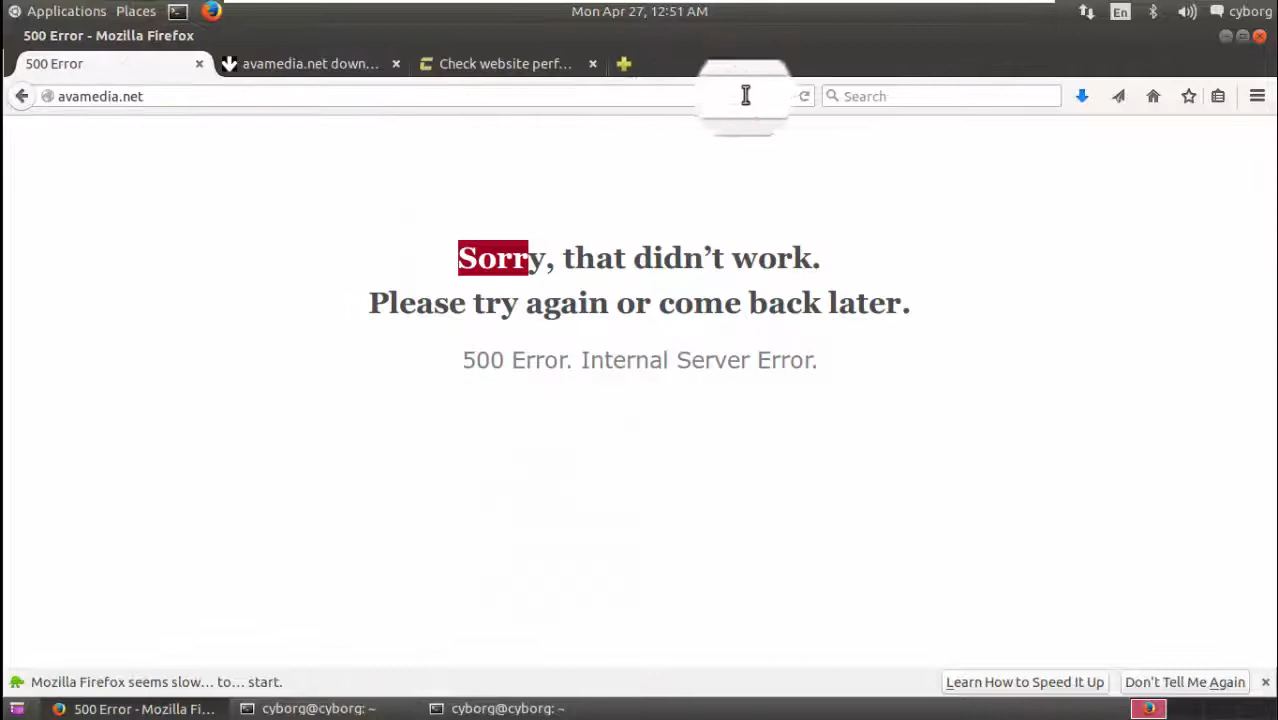 Applications Places Mon Apr 27, 12:51 AM En cyborg
500 Error - Mozilla Firefox
500 Error avamedia.net down... Check website perf...
avamedia.net Search
Sorry, that didn’t work.
Please try again or come back later.
500 Error. Internal Server Error.
Mozilla Firefox seems slow... to... start. Learn How to Speed It Up Don't Tell Me Again
500 Error - Mozilla Fi... cyborg@cyborg: ~ cyborg@cyborg: ~